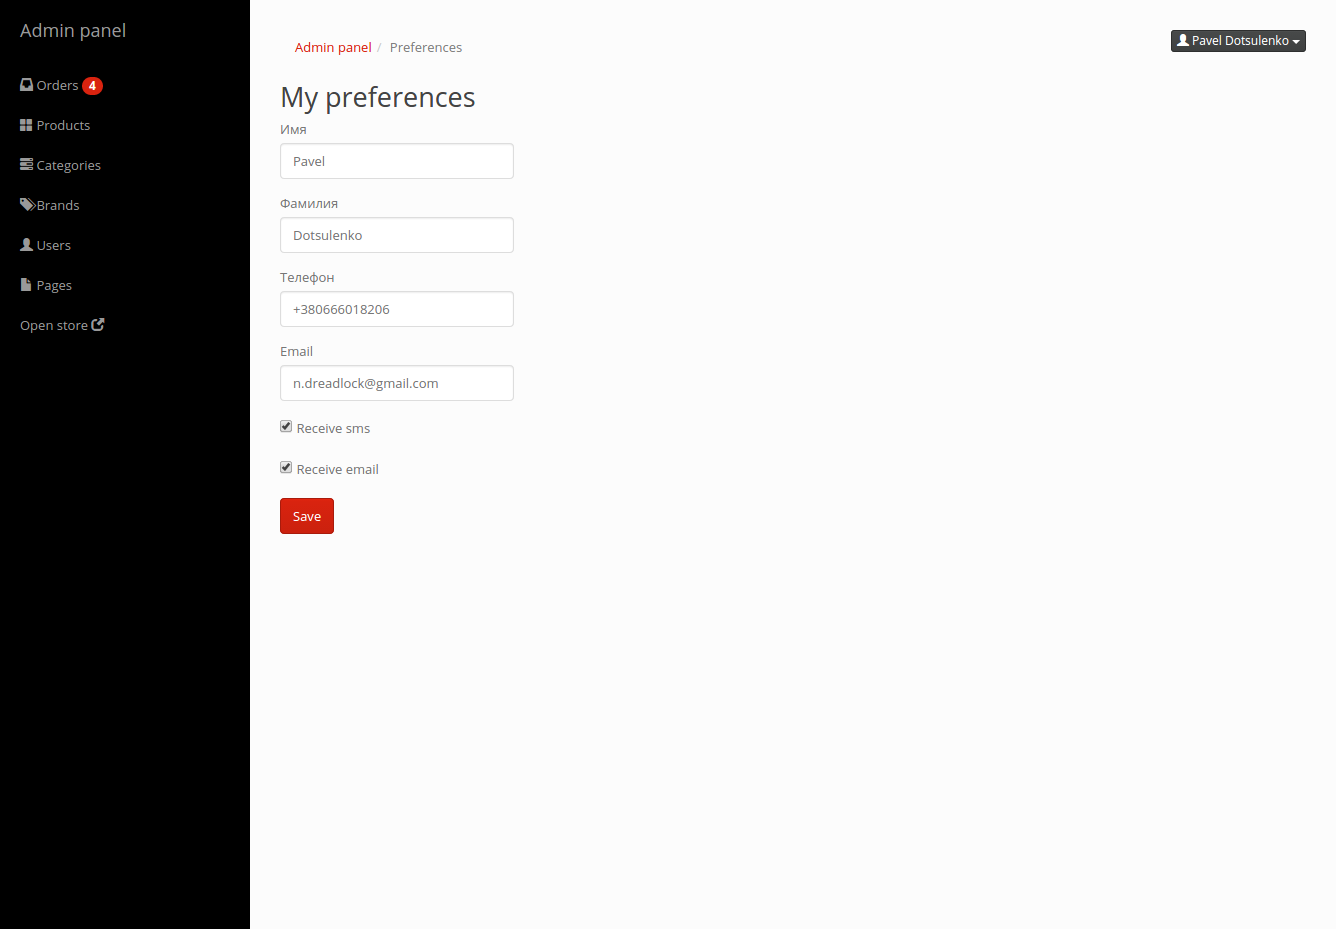 Admin panel
Orders 4
Products
Categories
Brands
Users
Pages
Open store
Admin panel / Preferences
Pavel Dotsulenko
My preferences
Имя
Pavel
Фамилия
Dotsulenko
Телефон
+380666018206
Email
n.dreadlock@gmail.com
Receive sms
Receive email
Save